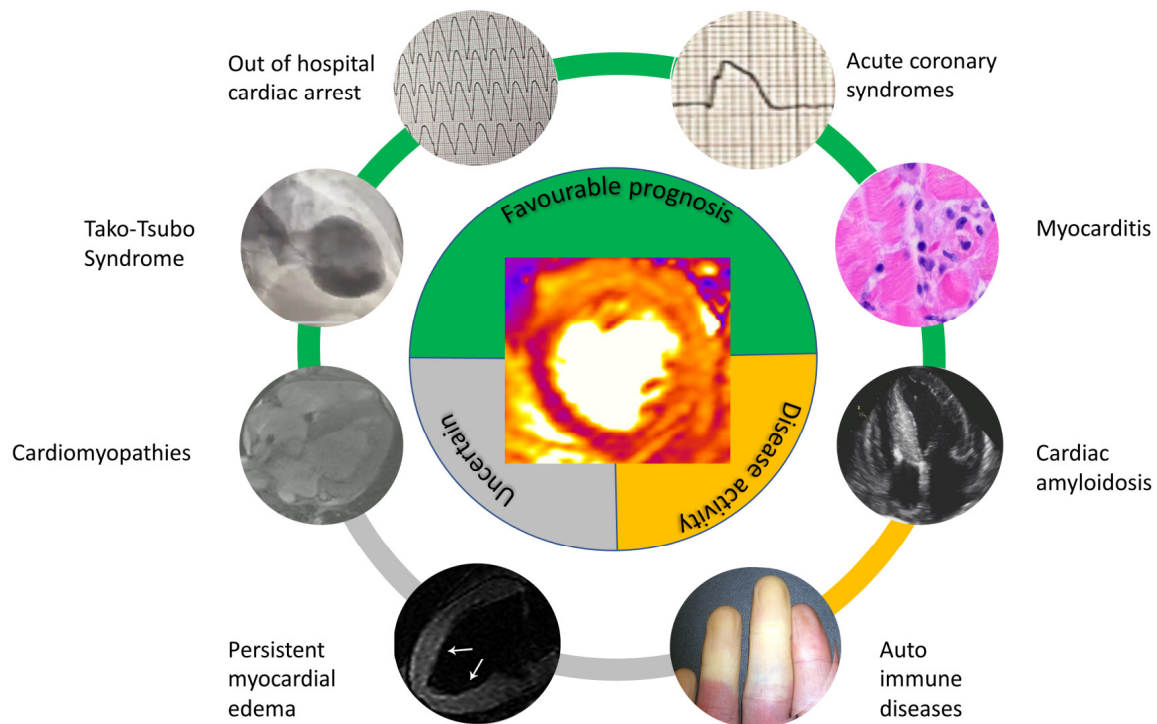 Out of hospital
cardiac arrest
Acute coronary
syndromes
Favourable prognosis
Tako-Tsubo
Syndrome
Myocarditis
Cardiomyopathies
Uncertain
Disease activity
Cardiac
amyloidosis
Persistent
myocardial
edema
Auto
immune
diseases